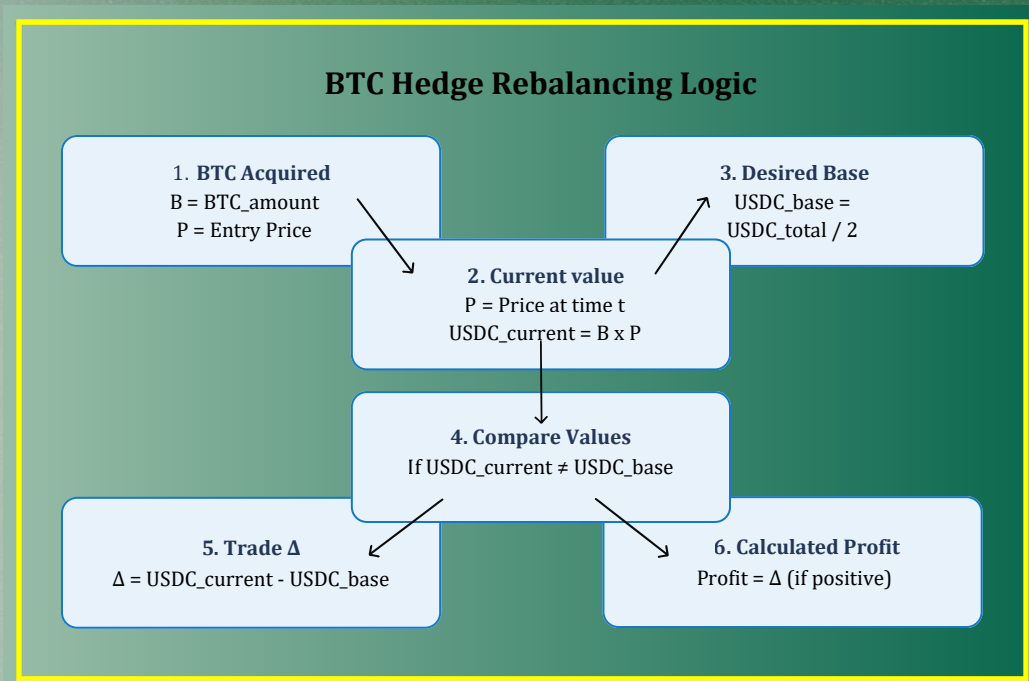 BTC Hedge Rebalancing Logic
1. BTC Acquired
B = BTC_amount
P = Entry Price
2. Current value
P = Price at time t
USDC_current = B x P
3. Desired Base
USDC_base =
USDC_total / 2
4. Compare Values
If USDC_current ≠ USDC_base
5. Trade Δ
Δ = USDC_current - USDC_base
6. Calculated Profit
Profit = Δ (if positive)